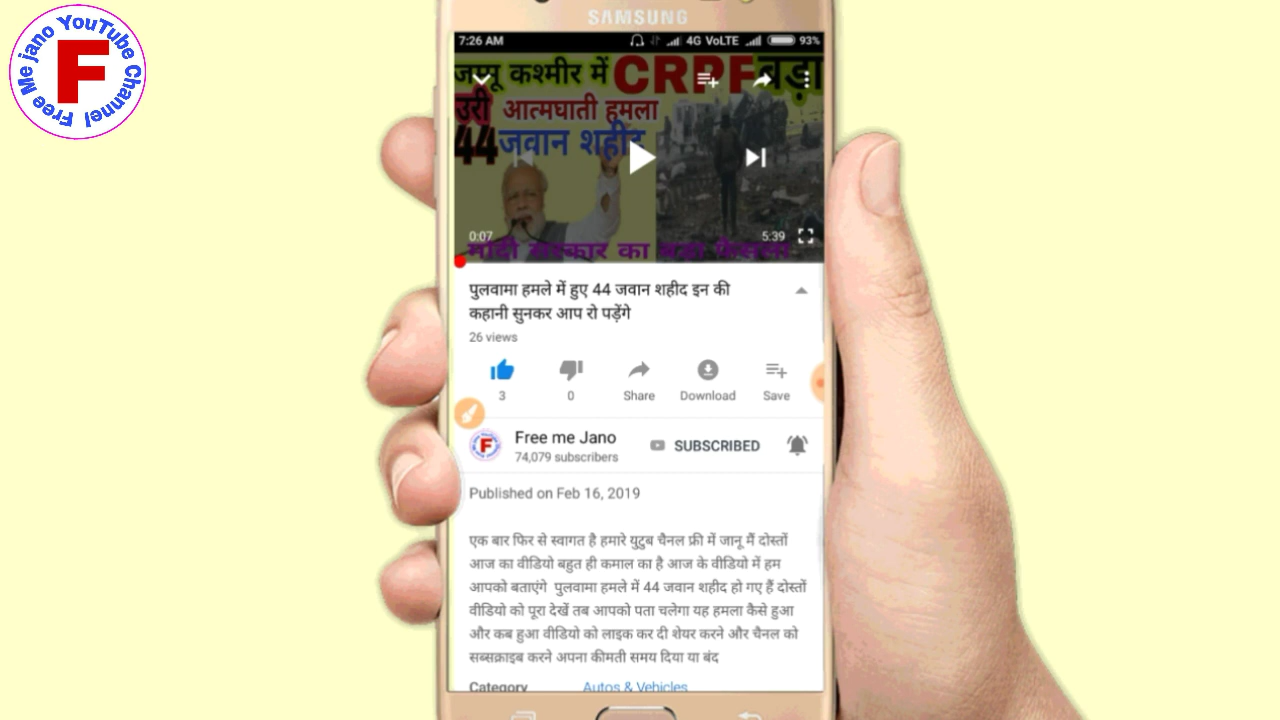 Free Me jano YouTube Channel
F
SAMSUNG
7:26 AM 4G VoLTE 93%
जम्मू कश्मीर में CRPF बड़ा
उरी आत्मघाती हमला
44 जवान शहीद
0:07 5:39
मोदी सरकार का बड़ा फैसला
पुलवामा हमले में हुए 44 जवान शहीद इन की
कहानी सुनकर आप रो पड़ेंगे
26 views
3 0 Share Download Save
F
Free me Jano SUBSCRIBED
74,079 subscribers
Published on Feb 16, 2019
एक बार फिर से स्वागत है हमारे युटुब चैनल फ्री में जानू मैं दोस्तों
आज का वीडियो बहुत ही कमाल का है आज के वीडियो में हम
आपको बताएंगे पुलवामा हमले में 44 जवान शहीद हो गए हैं दोस्तों
वीडियो को पूरा देखें तब आपको पता चलेगा यह हमला कैसे हुआ
और कब हुआ वीडियो को लाइक कर दी शेयर करने और चैनल को
सब्सक्राइब करने अपना कीमती समय दिया या बंद
Category Autos & Vehicles